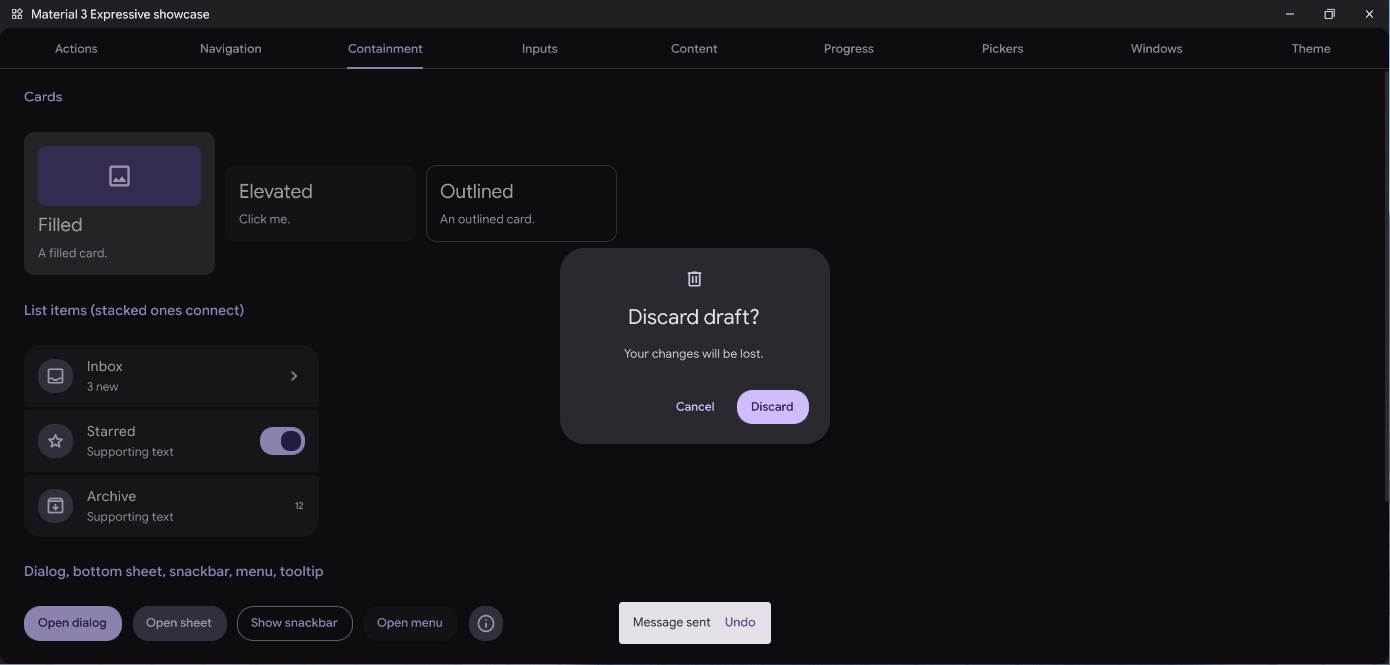 Material 3 Expressive showcase
Actions Navigation Containment Inputs Content Progress Pickers Windows Theme
Cards
Filled
A filled card.
Elevated
Click me.
Outlined
An outlined card.
List items (stacked ones connect)
Inbox
3 new
Starred
Supporting text
Archive
Supporting text
12
Discard draft?
Your changes will be lost.
Cancel Discard
Dialog, bottom sheet, snackbar, menu, tooltip
Open dialog Open sheet Show snackbar Open menu
Message sent Undo